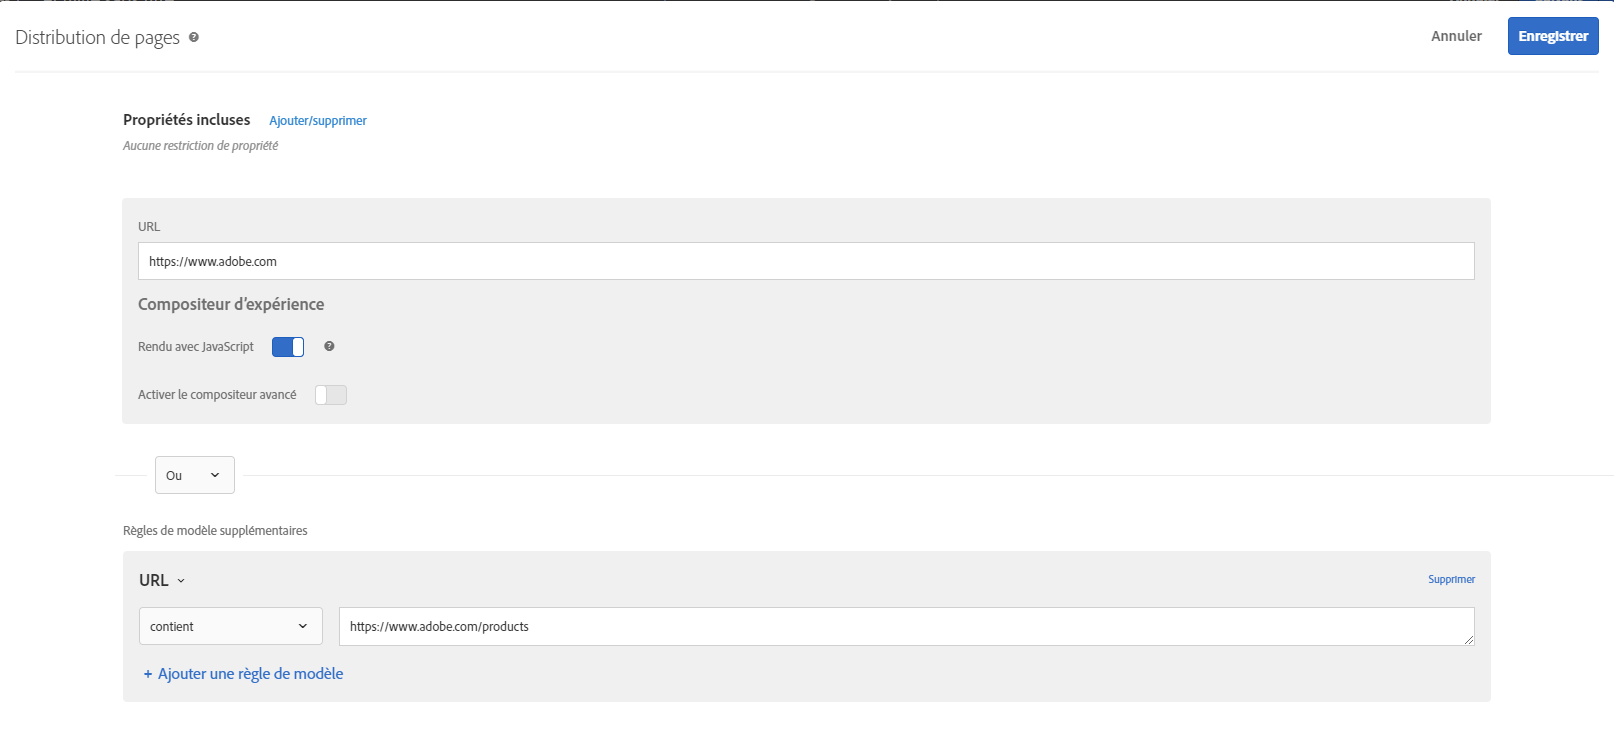 Distribution de pages
Annuler
Enregistrer
Propriétés incluses Ajouter/supprimer
Aucune restriction de propriété
URL
https://www.adobe.com
Compositeur d’expérience
Rendu avec JavaScript
Activer le compositeur avancé
Ou
Règles de modèle supplémentaires
URL
Supprimer
contient
https://www.adobe.com/products
+ Ajouter une règle de modèle